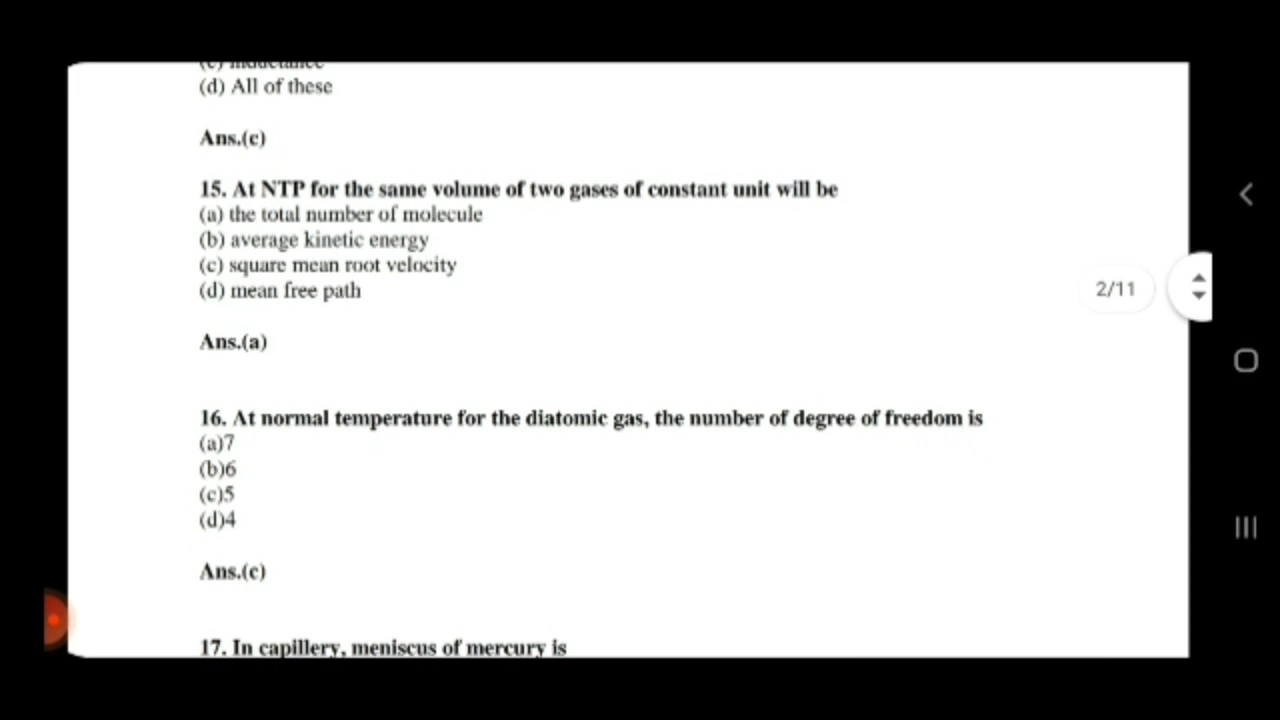 (c) inductance
(d) All of these
Ans.(c)
15. At NTP for the same volume of two gases of constant unit will be
(a) the total number of molecule
(b) average kinetic energy
(c) square mean root velocity
(d) mean free path
2/11
Ans.(a)
16. At normal temperature for the diatomic gas, the number of degree of freedom is
(a)7
(b)6
(c)5
(d)4
Ans.(c)
17. In capillery, meniscus of mercury is